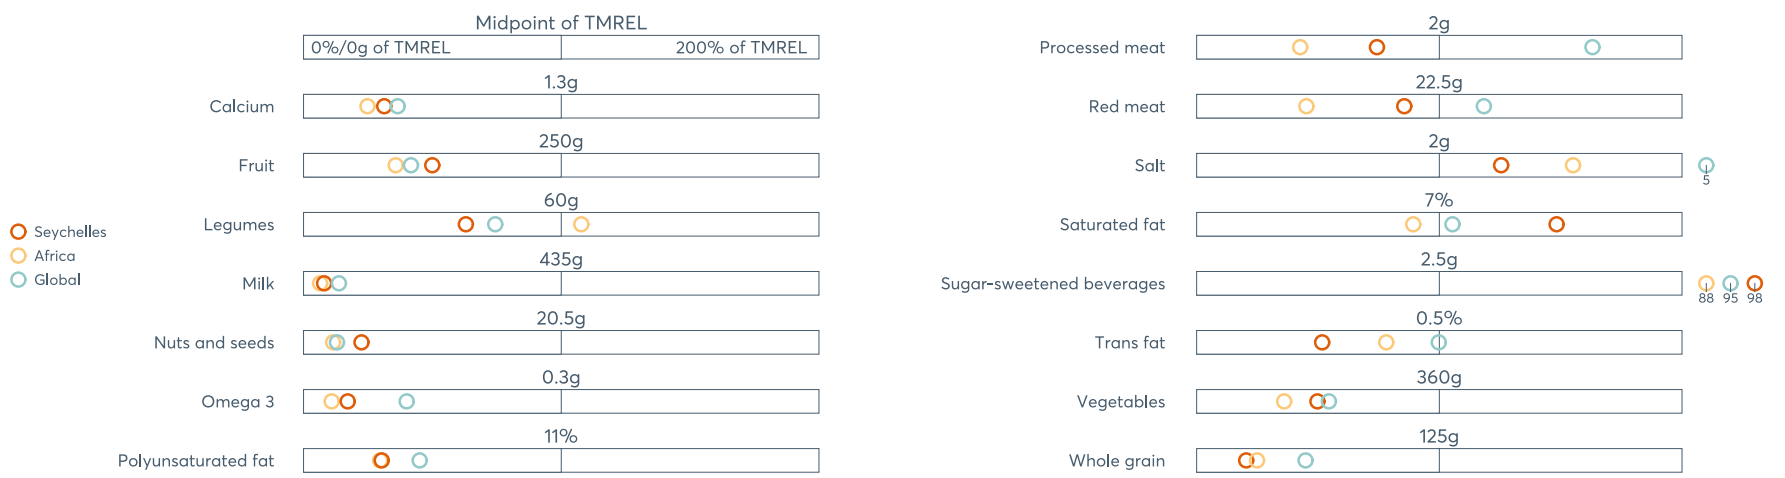 Midpoint of TMREL
0%/0g of TMREL
200% of TMREL
1.3g
Calcium
250g
Fruit
60g
Legumes
435g
Milk
20.5g
Nuts and seeds
0.3g
Omega 3
11%
Polyunsaturated fat
Seychelles
Africa
Global
2g
Processed meat
22.5g
Red meat
2g
Salt
5
7%
Saturated fat
2.5g
Sugar-sweetened beverages
88 95 98
0.5%
Trans fat
360g
Vegetables
125g
Whole grain